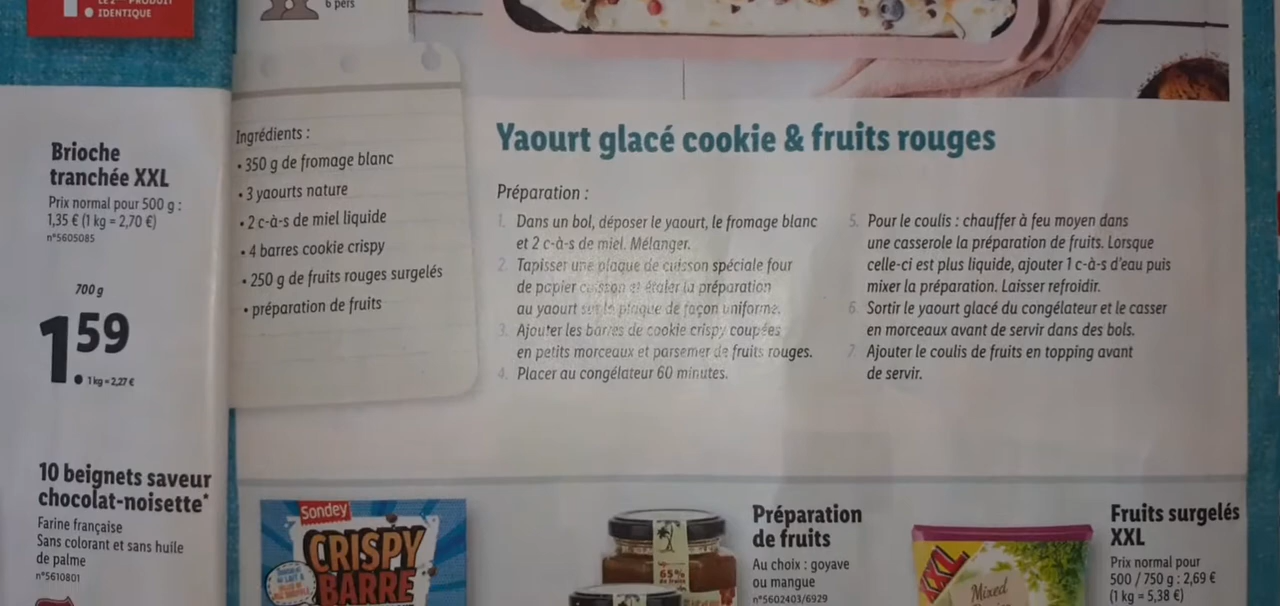 LE 2 PRODUIT
IDENTIQUE
6 pers
Brioche
tranchée XXL
Prix normal pour 500 g :
1,35 € (1 kg = 2,70 €)
n°5605085
700 g
1.59
1 kg = 2,27 €
10 beignets saveur
chocolat-noisette*
Farine française
Sans colorant et sans huile
de palme
n°5610801
Ingrédients :
• 350 g de fromage blanc
• 3 yaourts nature
• 2 c-à-s de miel liquide
• 4 barres cookie crispy
• 250 g de fruits rouges surgelés
• préparation de fruits
Yaourt glacé cookie & fruits rouges
Préparation :
1. Dans un bol, déposer le yaourt, le fromage blanc
et 2 c-à-s de miel. Mélanger.
2. Tapisser une plaque de cuisson spéciale four
de papier cuisson et étaler la préparation
au yaourt sur la plaque de façon uniforme.
3. Ajouter les barres de cookie crispy coupées
en petits morceaux et parsemer de fruits rouges.
4. Placer au congélateur 60 minutes.
5. Pour le coulis : chauffer à feu moyen dans
une casserole la préparation de fruits. Lorsque
celle-ci est plus liquide, ajouter 1 c-à-s d'eau puis
mixer la préparation. Laisser refroidir.
6. Sortir le yaourt glacé du congélateur et le casser
en morceaux avant de servir dans des bols.
7. Ajouter le coulis de fruits en topping avant
de servir.
Sondey
CRISPY
BARRE
65%
de fruits
Préparation
de fruits
Au choix : goyave
ou mangue
n°5602403/6929
XXL
Mixed
Fruits surgelés
XXL
Prix normal pour
500 / 750 g : 2,69 €
(1 kg = 5,38 €)